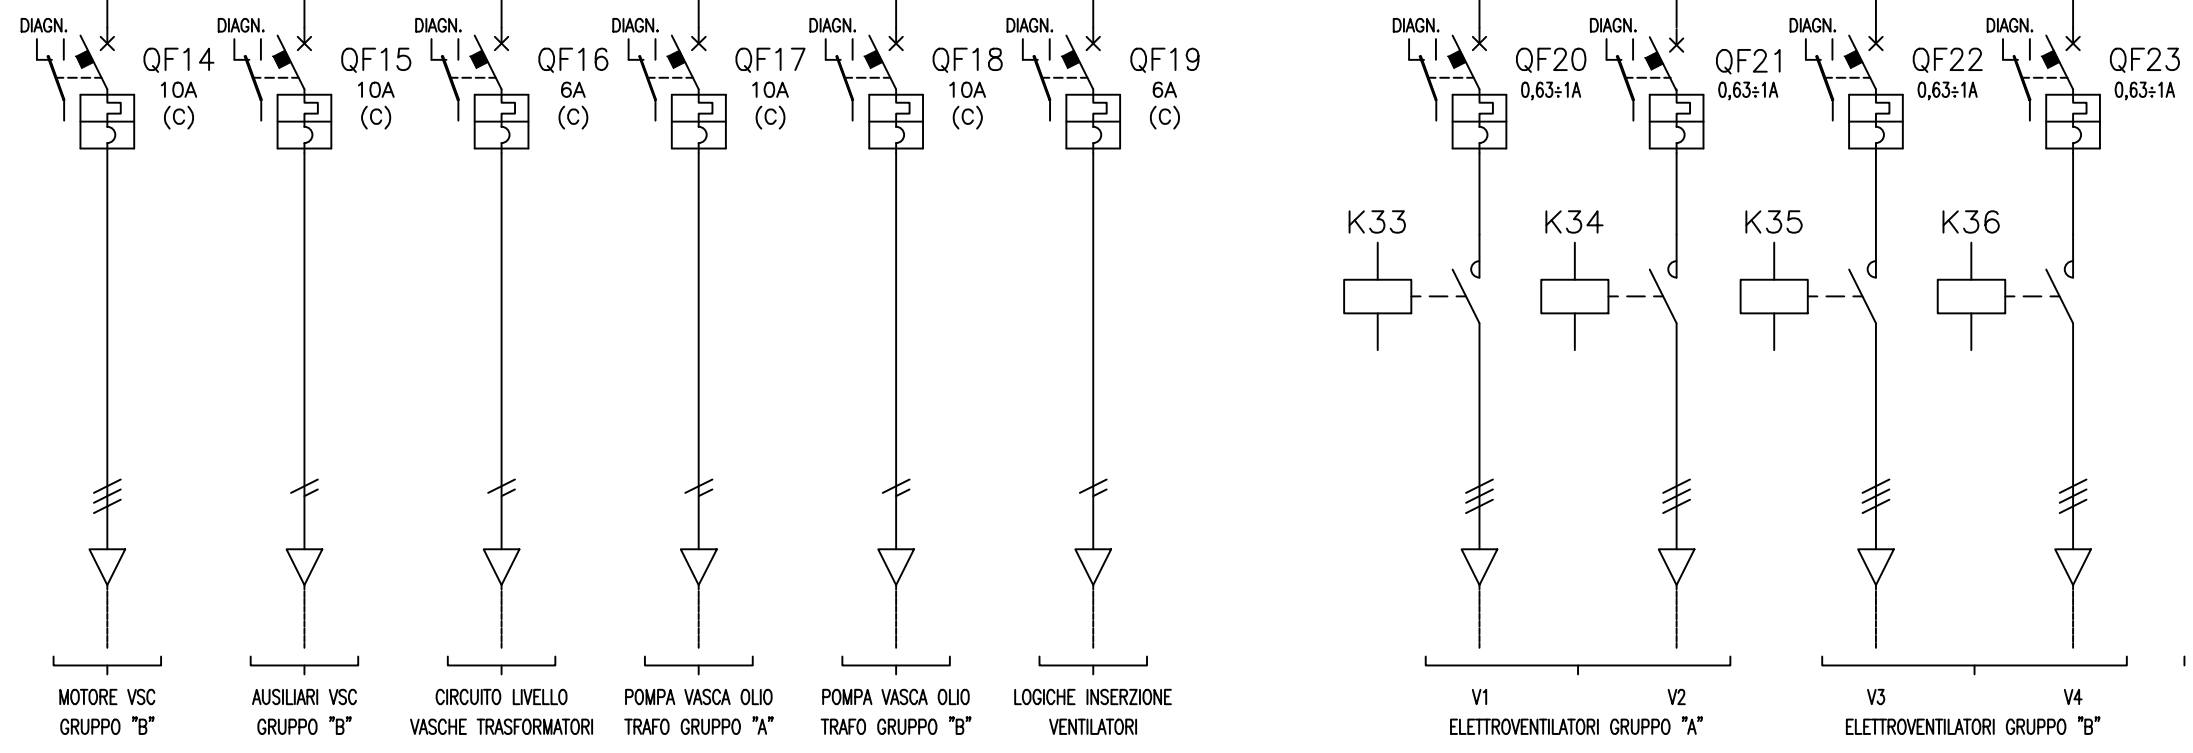 DIAGN. DIAGN. DIAGN. DIAGN. DIAGN. DIAGN. DIAGN. DIAGN. DIAGN. DIAGN.
QF14 QF15 QF16 QF17 QF18 QF19 QF20 QF21 QF22 QF23
10A 10A 6A 10A 10A 6A 0,63÷1A 0,63÷1A 0,63÷1A 0,63÷1A
(C) (C) (C) (C) (C) (C)
K33 K34 K35 K36
MOTORE VSC
GRUPPO "B"
AUSILIARI VSC
GRUPPO "B"
CIRCUITO LIVELLO
VASCHE TRASFORMATORI
POMPA VASCA OLIO
TRAFO GRUPPO "A"
POMPA VASCA OLIO
TRAFO GRUPPO "B"
LOGICHE INSERZIONE
VENTILATORI
V1 V2
ELETTROVENTILATORI GRUPPO "A"
V3 V4
ELETTROVENTILATORI GRUPPO "B"